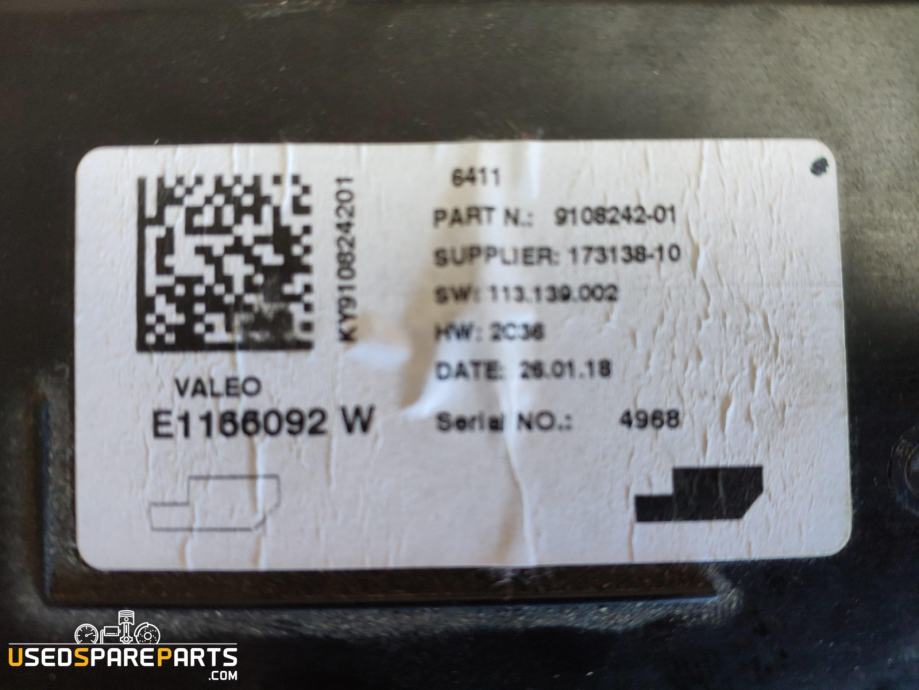 6411
PART N.: 9108242-01
SUPPLIER: 173138-10
SW: 113.139.002
HW: 2C36
DATE: 26.01.18
Serial NO.: 4968
KY910824201
VALEO
E1166092 W
USEDSPAREPARTS
.COM